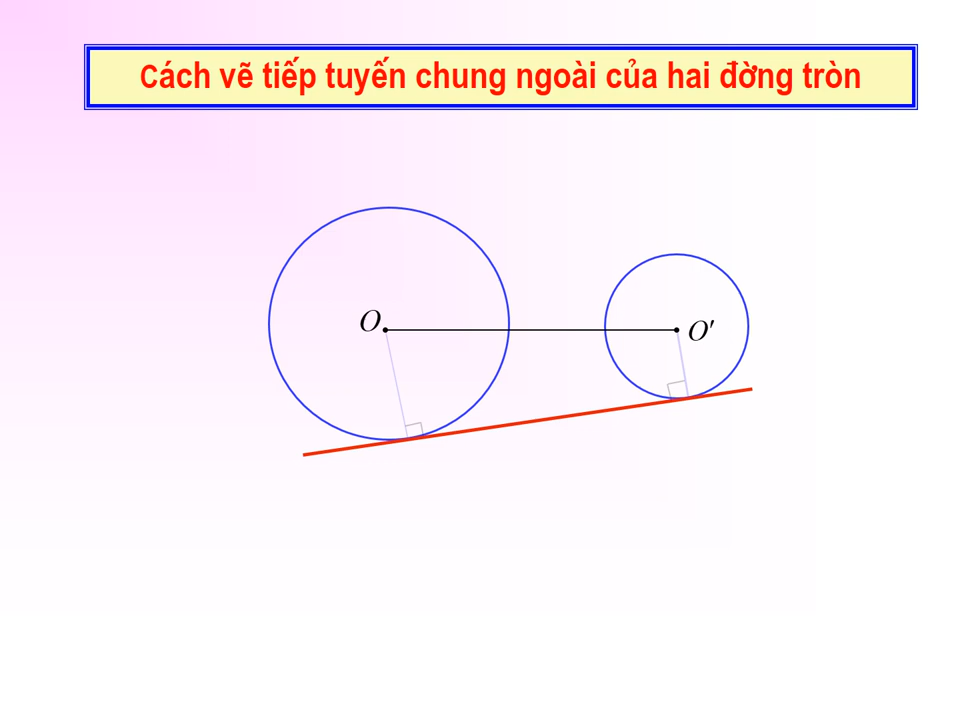 Cách vẽ tiếp tuyến chung ngoài của hai đờng tròn
O
O'